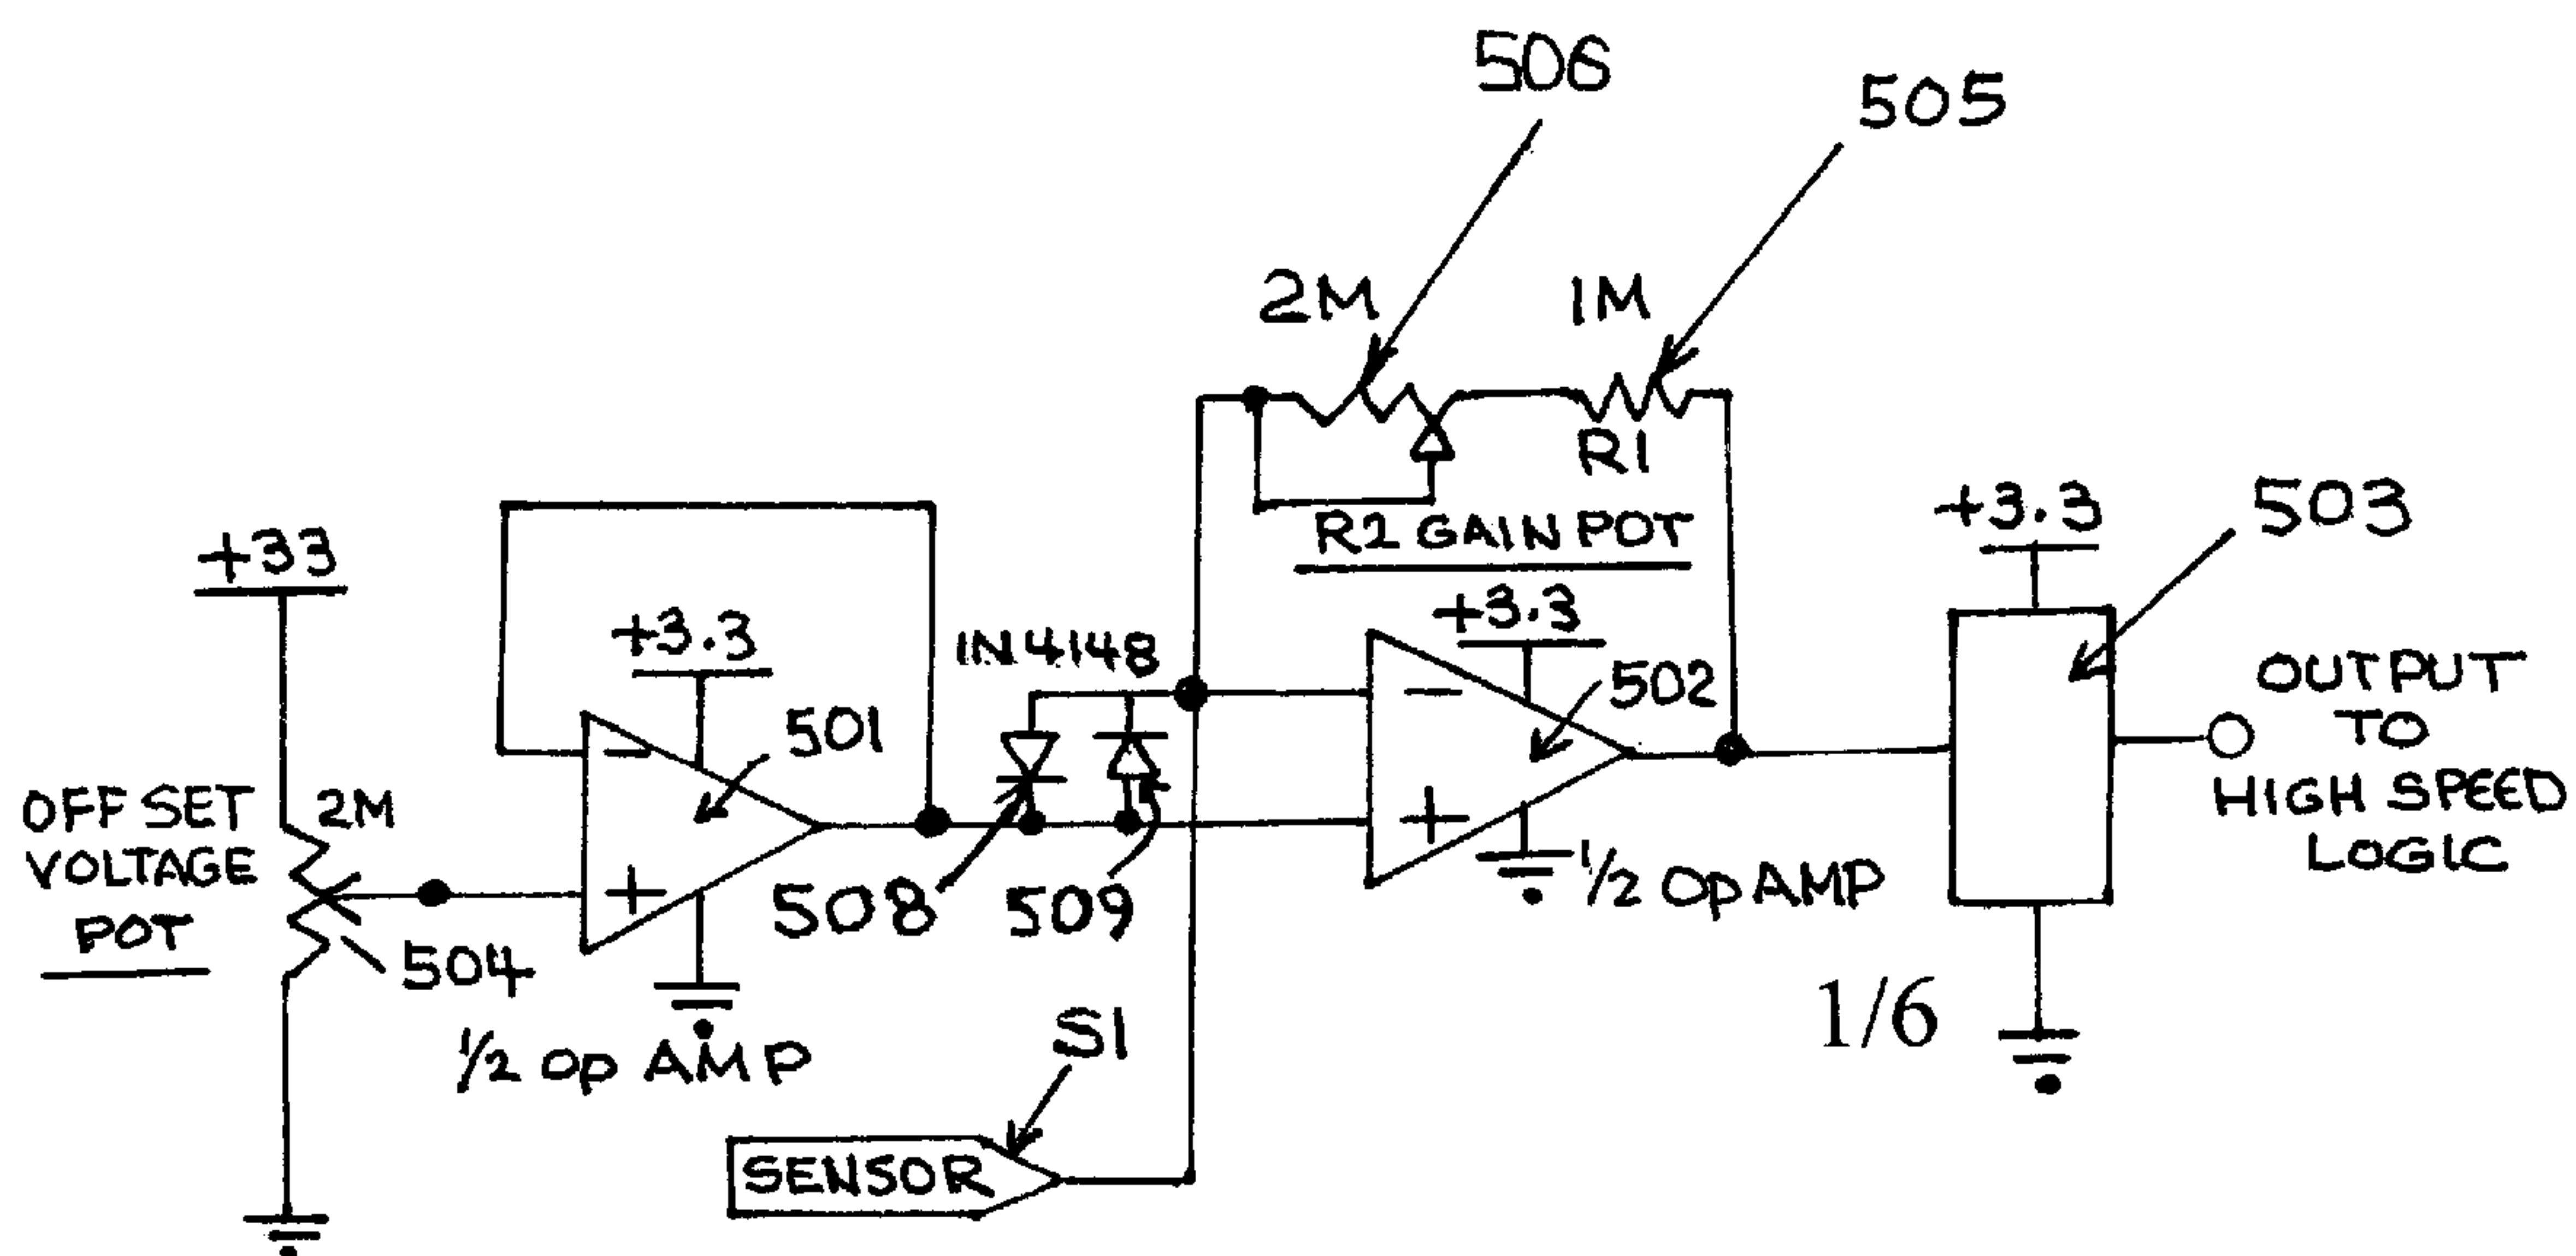 506
505
2M
1M
R1
R2 GAIN POT
+33
+3.3
+3.3
+3.3
503
IN4148
501
502
OFF SET
VOLTAGE
POT
2M
504
508
509
OUTPUT
TO
HIGH SPEED
LOGIC
1/2 Op AMP
1/2 Op AMP
1/6
S1
SENSOR
-
+
-
+